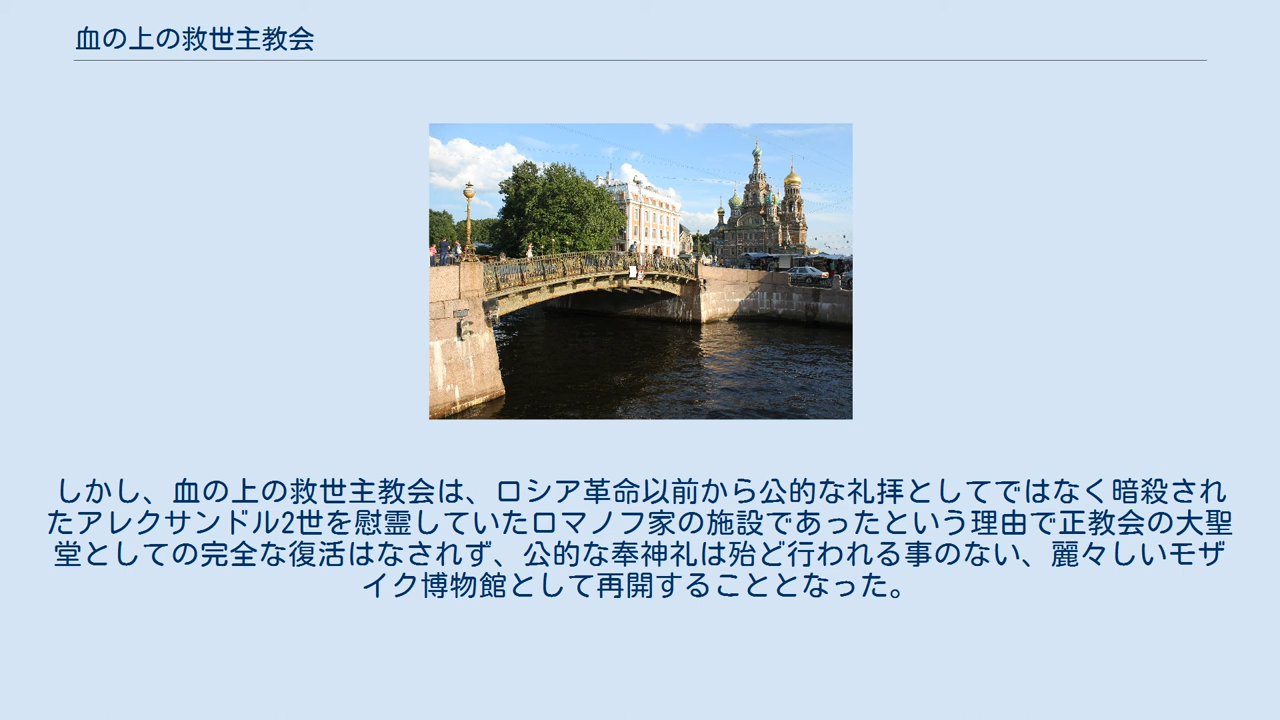 血の上の救世主教会
しかし、血の上の救世主教会は、ロシア革命以前から公的な礼拝としてではなく暗殺され
たアレクサンドル2世を慰霊していたロマノフ家の施設であったという理由で正教会の大聖
堂としての完全な復活はなされず、公的な奉神礼は殆ど行われる事のない、麗々しいモザ
イク博物館として再開することとなった。